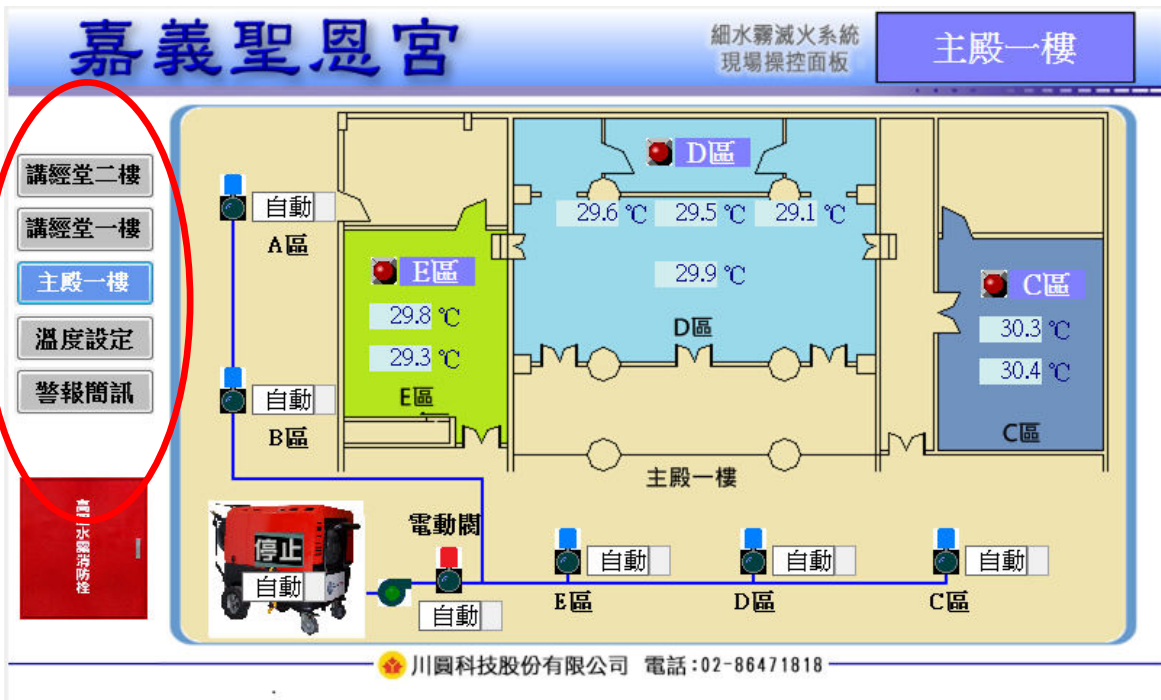 嘉義聖恩宮
細水霧滅火系統
現場操控面板
主殿一樓
講經堂二樓
講經堂一樓
主殿一樓
溫度設定
警報簡訊
自動
A區
自動
B區
E區
29.8 ℃
29.3 ℃
E區
D區
29.6 ℃ 29.5 ℃ 29.1 ℃
29.9 ℃
D區
C區
30.3 ℃
30.4 ℃
C區
主殿一樓
水霧消防栓
停止
自動
電動閥
自動
自動
E區
自動
D區
自動
C區
川圓科技股份有限公司 電話:02-86471818